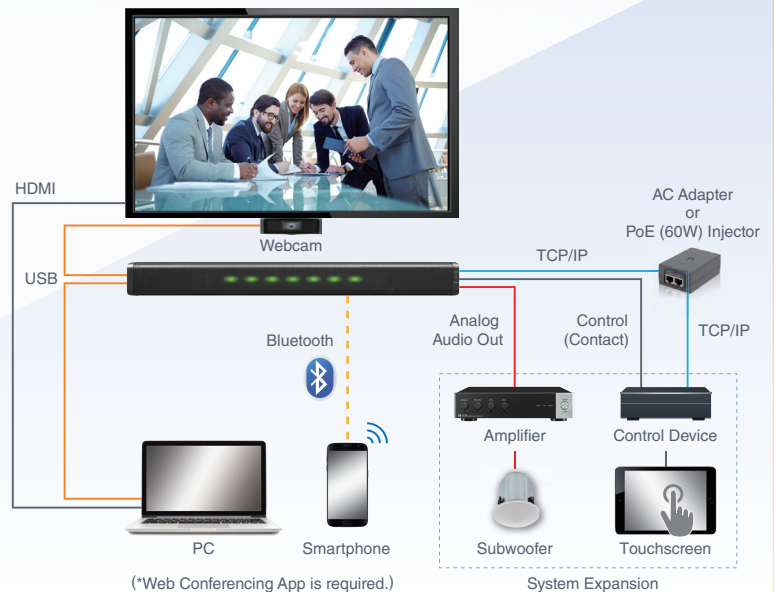 HDMI
Webcam
USB
AC Adapter
or
PoE (60W) Injector
TCP/IP
Bluetooth
Analog
Audio Out
Control
(Contact)
TCP/IP
Amplifier
Control Device
PC
Smartphone
Subwoofer
Touchscreen
(*Web Conferencing App is required.)
System Expansion